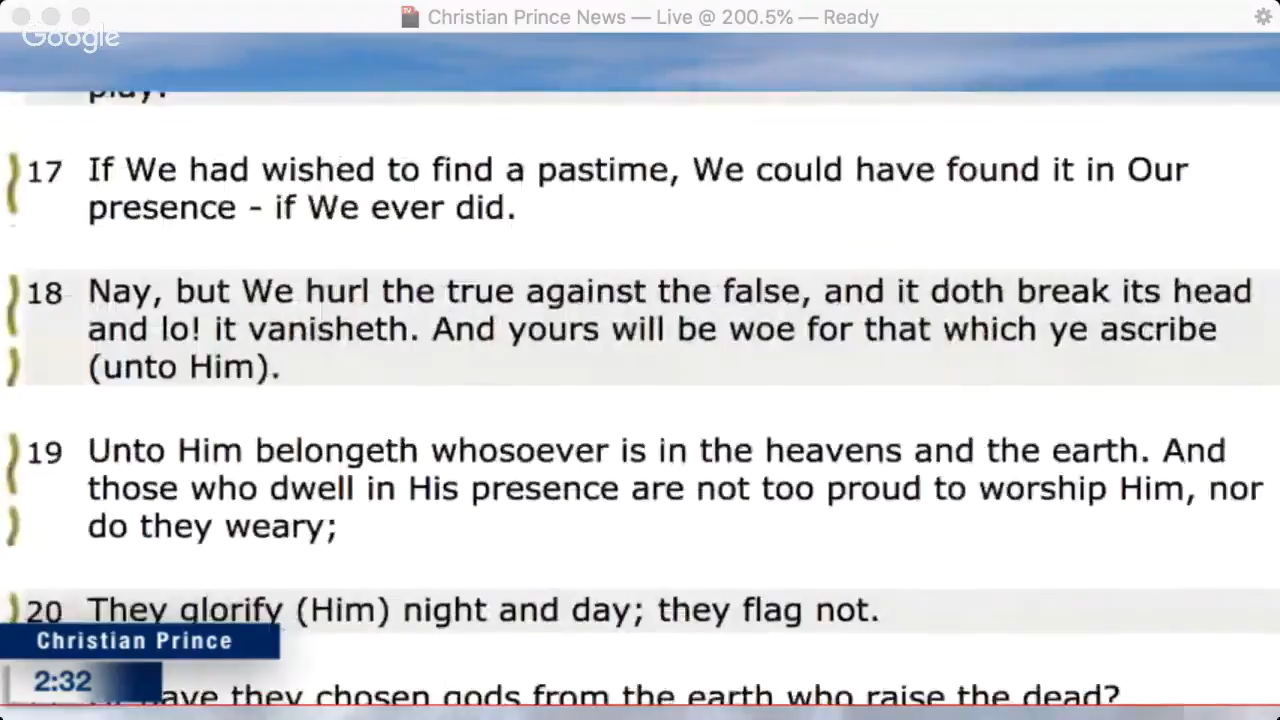 Christian Prince News — Live @ 200.5% — Ready
Google
play.
17 If We had wished to find a pastime, We could have found it in Our
presence - if We ever did.
18 Nay, but We hurl the true against the false, and it doth break its head
and lo! it vanisheth. And yours will be woe for that which ye ascribe
(unto Him).
19 Unto Him belongeth whosoever is in the heavens and the earth. And
those who dwell in His presence are not too proud to worship Him, nor
do they weary;
20 They glorify (Him) night and day; they flag not.
Christian Prince
2:32
have they chosen gods from the earth who raise the dead?